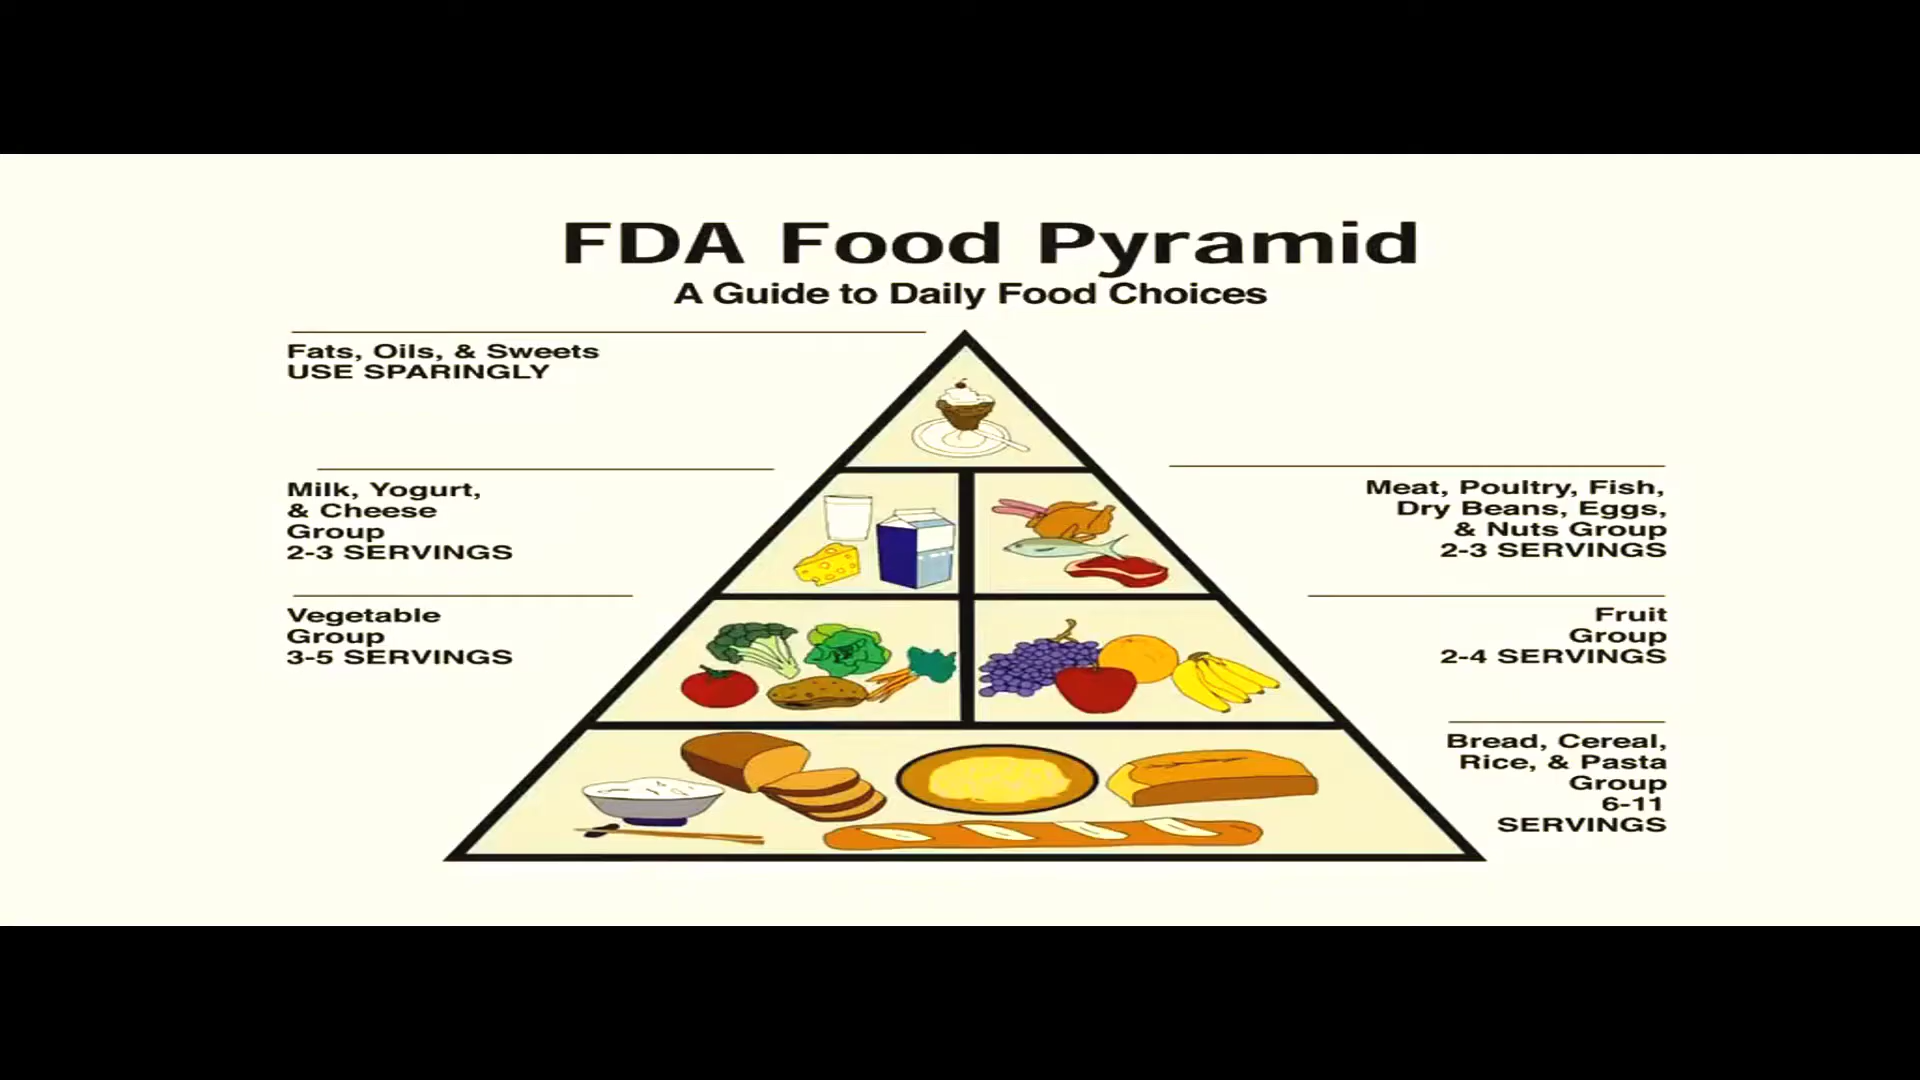 FDA Food Pyramid
A Guide to Daily Food Choices
Fats, Oils, & Sweets
USE SPARINGLY
Milk, Yogurt,
& Cheese
Group
2-3 SERVINGS
Meat, Poultry, Fish,
Dry Beans, Eggs,
& Nuts Group
2-3 SERVINGS
Vegetable
Group
3-5 SERVINGS
Fruit
Group
2-4 SERVINGS
Bread, Cereal,
Rice, & Pasta
Group
6-11
SERVINGS